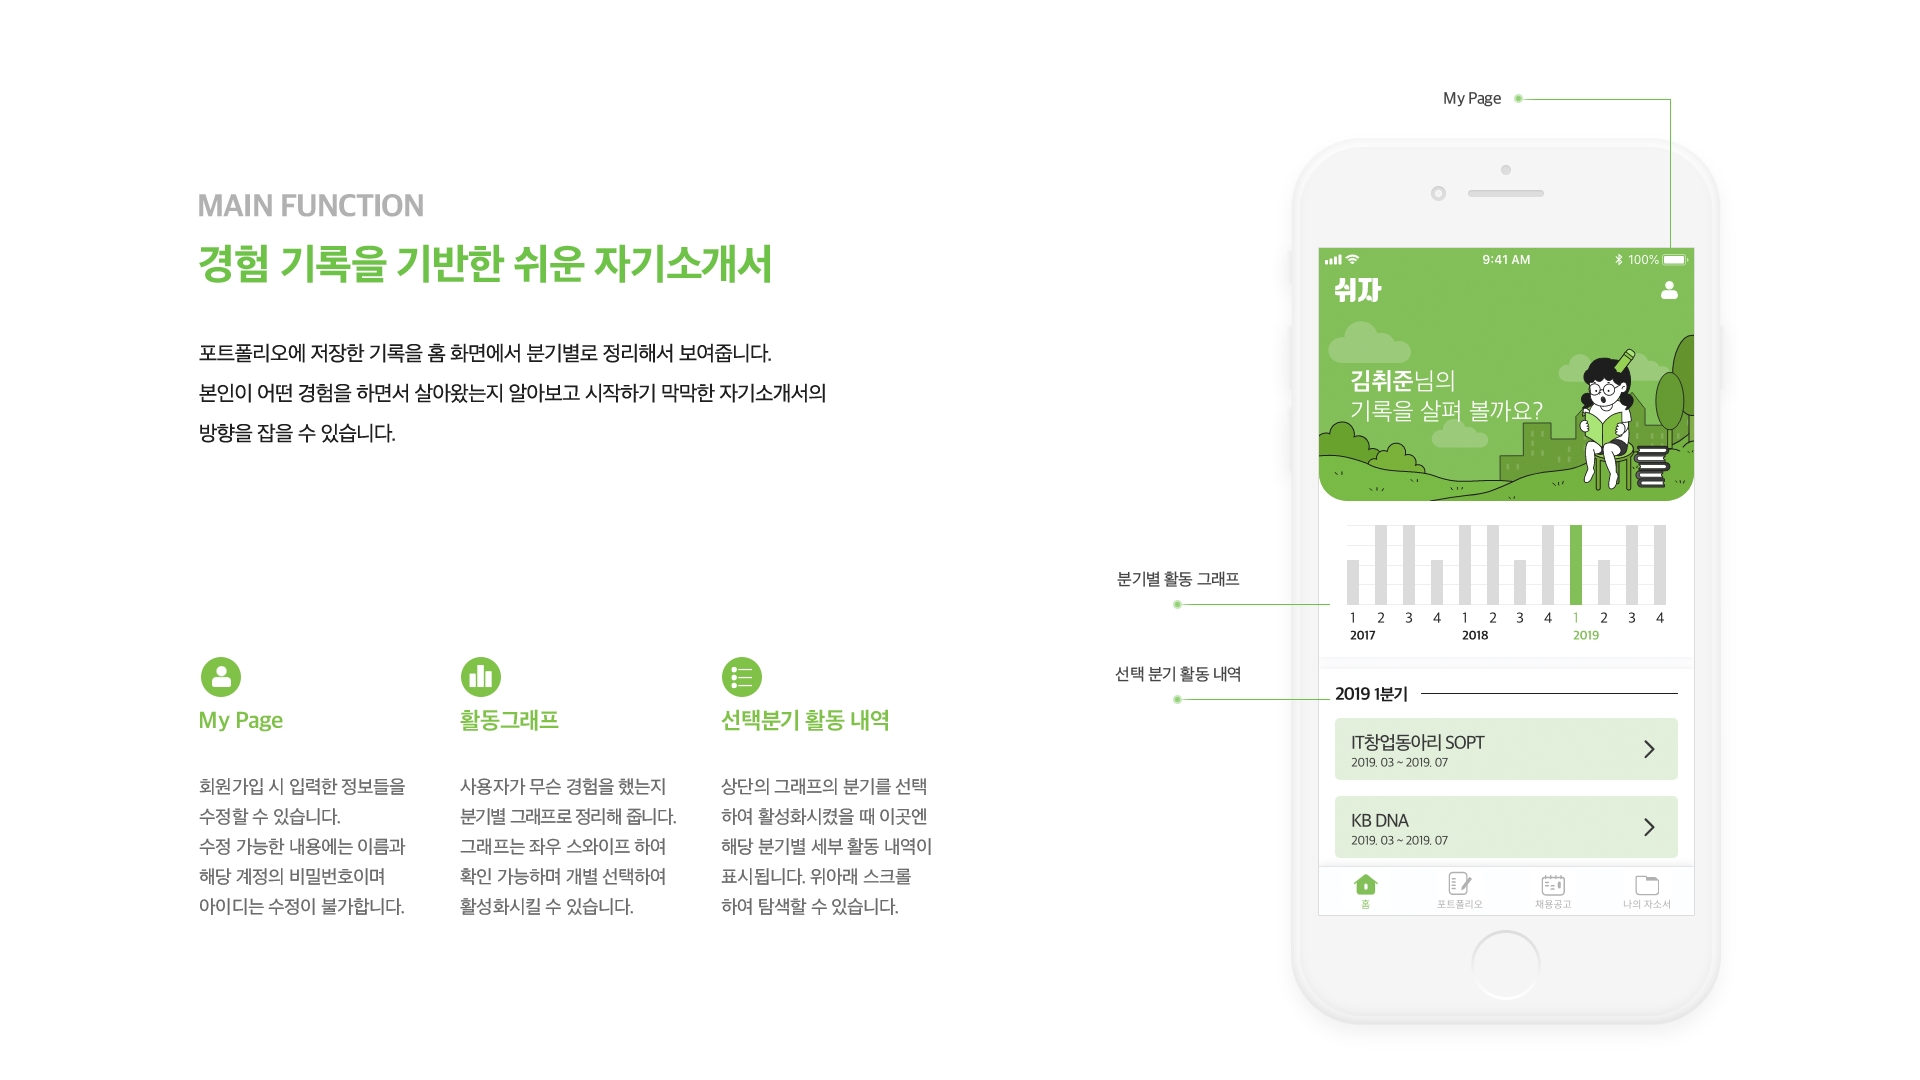 MAIN FUNCTION
경험 기록을 기반한 쉬운 자기소개서
포트폴리오에 저장한 기록을 홈 화면에서 분기별로 정리해서 보여줍니다.
본인이 어떤 경험을 하면서 살아왔는지 알아보고 시작하기 막막한 자기소개서의
방향을 잡을 수 있습니다.
My Page
회원가입 시 입력한 정보들을
수정할 수 있습니다.
수정 가능한 내용에는 이름과
해당 계정의 비밀번호이며
아이디는 수정이 불가합니다.
활동그래프
사용자가 무슨 경험을 했는지
분기별 그래프로 정리해 줍니다.
그래프는 좌우 스와이프 하여
확인 가능하며 개별 선택하여
활성화시킬 수 있습니다.
선택분기 활동 내역
상단의 그래프의 분기를 선택
하여 활성화시켰을 때 이곳엔
해당 분기별 세부 활동 내역이
표시됩니다. 위아래 스크롤
하여 탐색할 수 있습니다.
My Page
분기별 활동 그래프
선택 분기 활동 내역
9:41 AM
100%
쉬자
김취준님의
기록을 살펴 볼까요?
1 2 3 4 1 2 3 4 1 2 3 4
2017 2018 2019
2019 1분기
IT창업동아리 SOPT
2019. 03 ~ 2019. 07
KB DNA
2019. 03 ~ 2019. 07
홈 포트폴리오 채용공고 나의 자소서